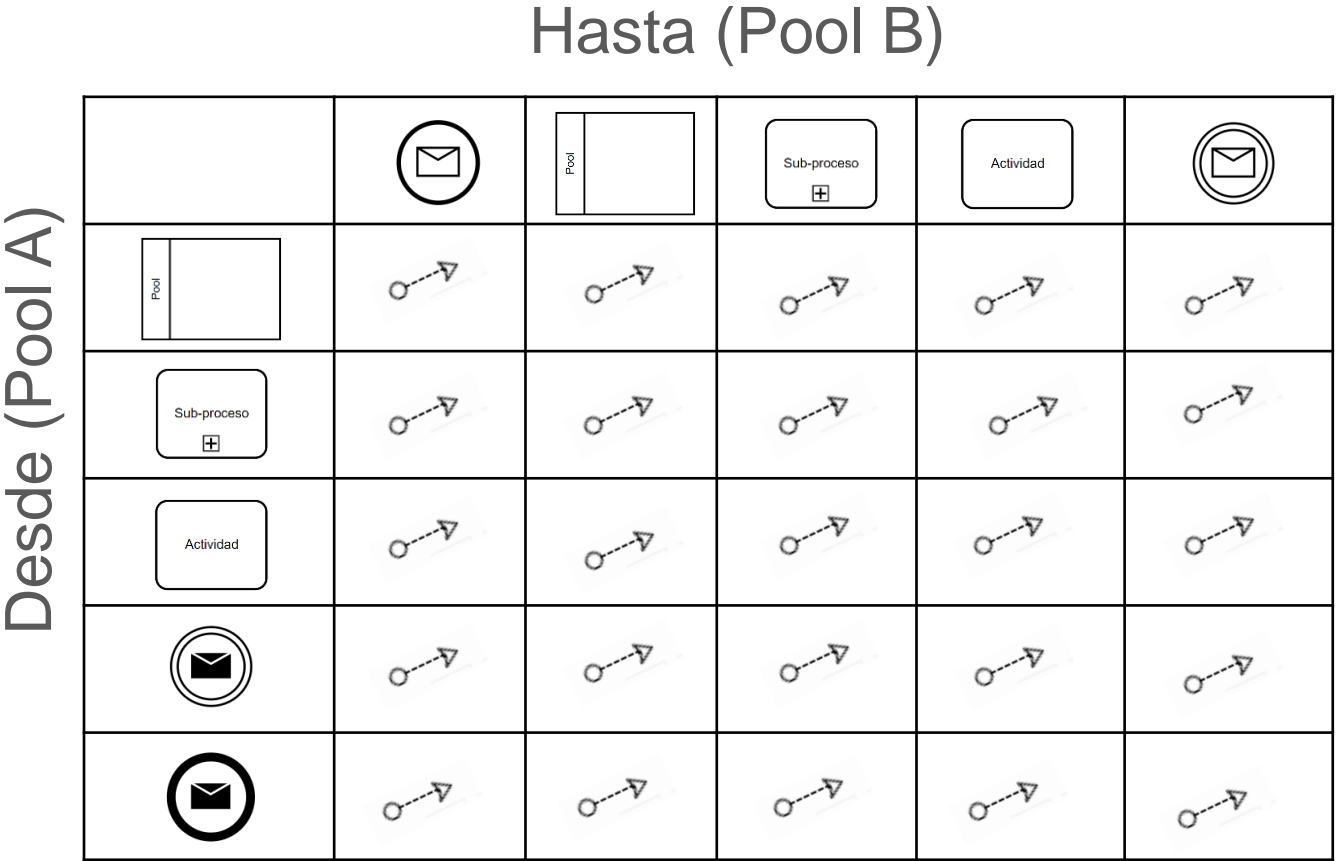 Hasta (Pool B)
Pool
Sub-proceso
Actividad
Desde (Pool A)
Pool
Sub-proceso
Actividad